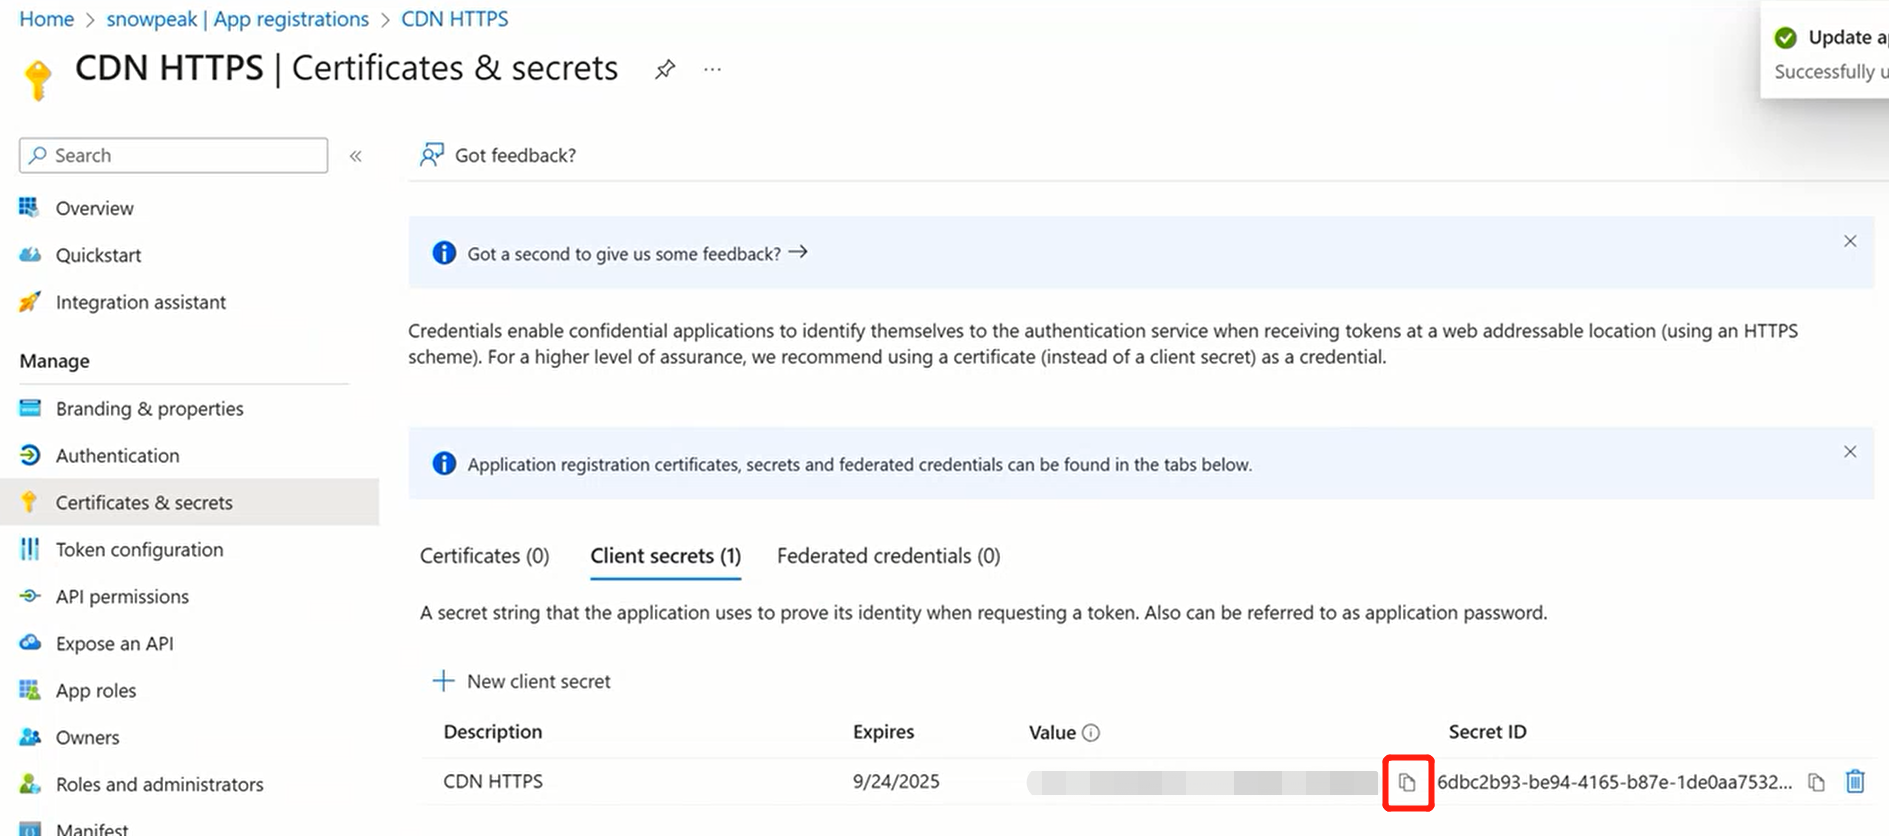 Home > snowpeak | App registrations > CDN HTTPS
CDN HTTPS | Certificates & secrets
Update a
Successfully u
Search
Got feedback?
Overview
Quickstart
Integration assistant
Manage
Branding & properties
Authentication
Certificates & secrets
Token configuration
API permissions
Expose an API
App roles
Owners
Roles and administrators
Manifest
Got a second to give us some feedback? →
Credentials enable confidential applications to identify themselves to the authentication service when receiving tokens at a web addressable location (using an HTTPS
scheme). For a higher level of assurance, we recommend using a certificate (instead of a client secret) as a credential.
Application registration certificates, secrets and federated credentials can be found in the tabs below.
Certificates (0) Client secrets (1) Federated credentials (0)
A secret string that the application uses to prove its identity when requesting a token. Also can be referred to as application password.
New client secret
Description Expires Value Secret ID
CDN HTTPS 9/24/2025 6dbc2b93-be94-4165-b87e-1de0aa7532...